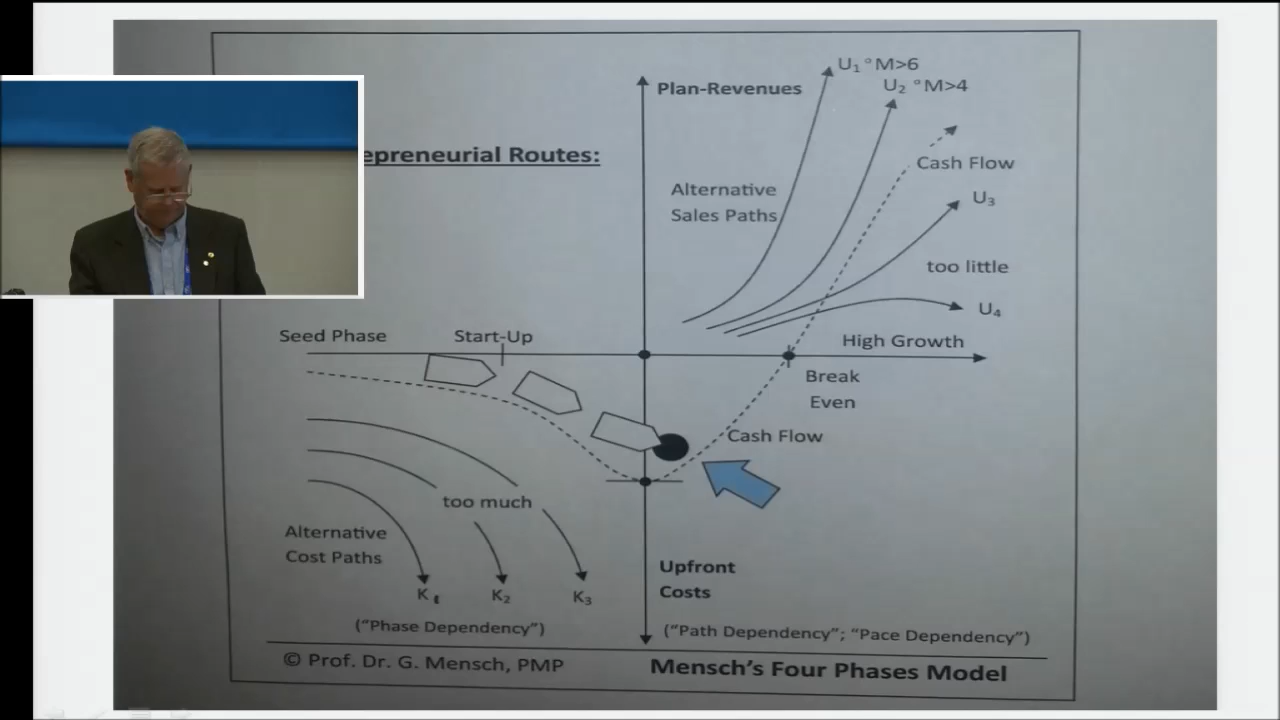 Plan-Revenues
U₁ °M>6
U₂ °M>4
epreneurial Routes:
Cash Flow
Alternative
Sales Paths
U₃
too little
U₄
Seed Phase
Start-Up
High Growth
Break
Even
Cash Flow
too much
Alternative
Cost Paths
Upfront
Costs
K₂
K₃
("Phase Dependency")
("Path Dependency"; "Pace Dependency")
© Prof. Dr. G. Mensch, PMP
Mensch's Four Phases Model